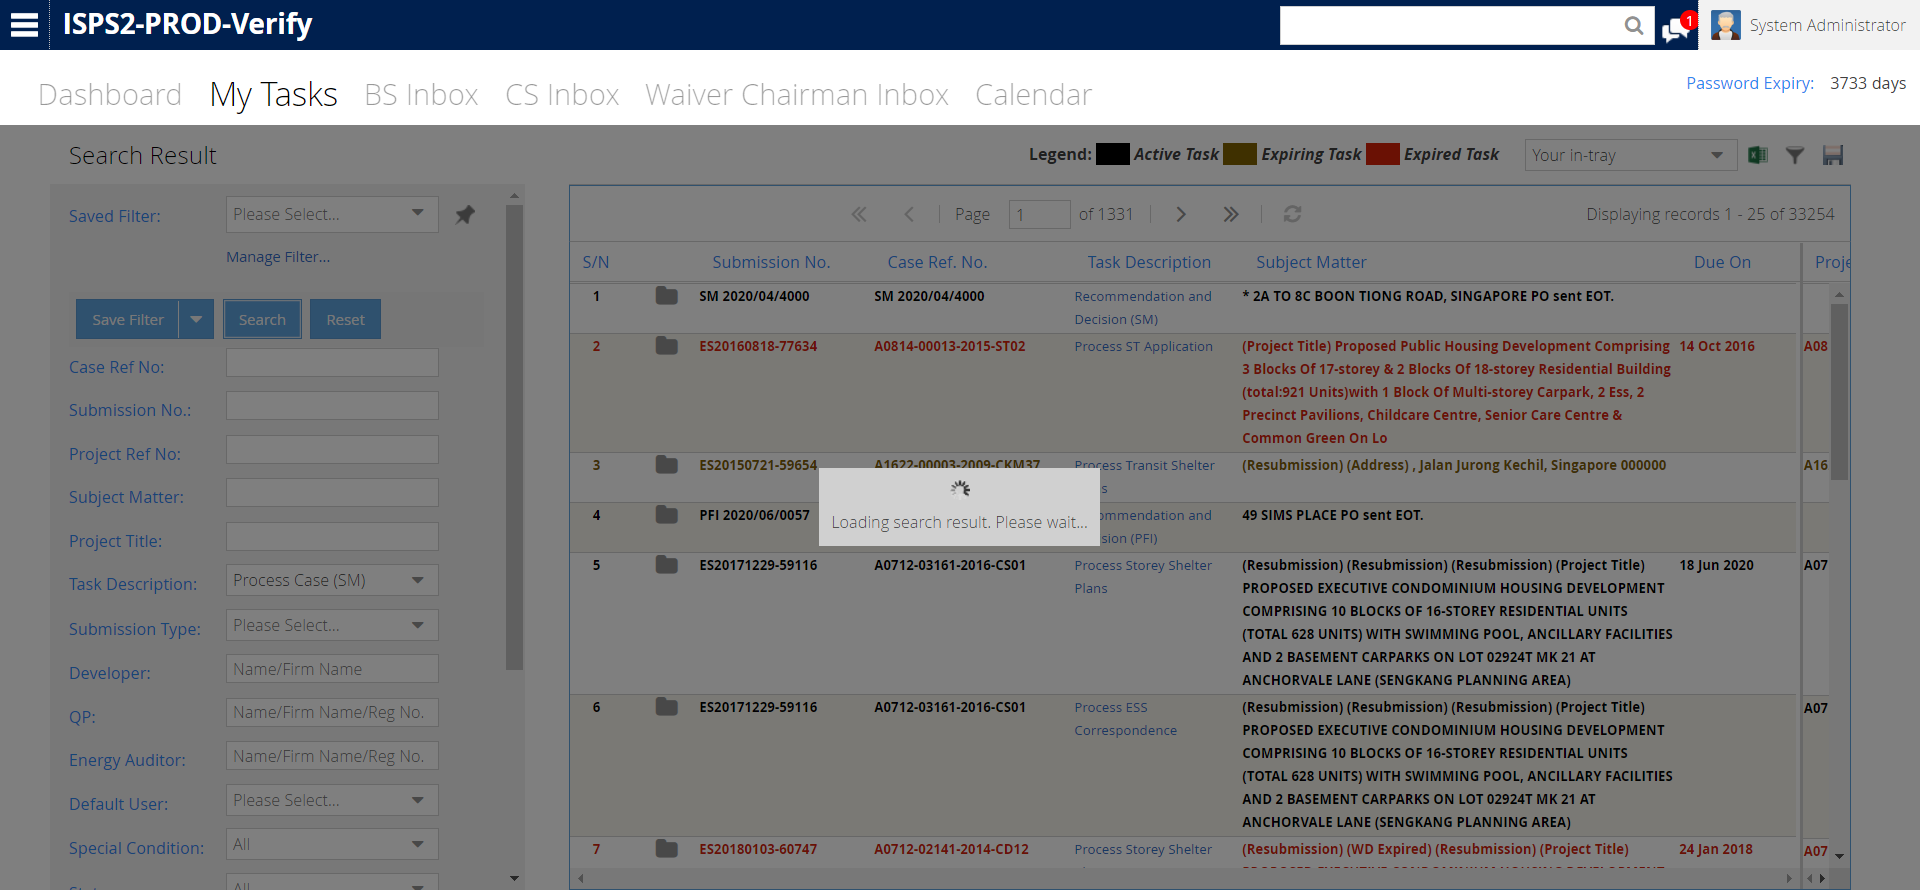 ISPS2-PROD-Verify
1
System Administrator
Dashboard My Tasks BS Inbox CS Inbox Waiver Chairman Inbox Calendar
Password Expiry: 3733 days
Search Result
Legend: Active Task Expiring Task Expired Task
Your in-tray
Saved Filter: Please Select...
Manage Filter...
Save Filter Search Reset
Case Ref No:
Submission No.:
Project Ref No:
Subject Matter:
Project Title:
Task Description: Process Case (SM)
Submission Type: Please Select...
Developer: Name/Firm Name
QP: Name/Firm Name/Reg No.
Energy Auditor: Name/Firm Name/Reg No.
Default User: Please Select...
Special Condition: All
All
Page 1 of 1331
Displaying records 1 - 25 of 33254
S/N Submission No. Case Ref. No. Task Description Subject Matter Due On Proje
1 SM 2020/04/4000 SM 2020/04/4000 Recommendation and * 2A TO 8C BOON TIONG ROAD, SINGAPORE PO sent EOT.
Decision (SM)
2 ES20160818-77634 A0814-00013-2015-ST02 Process ST Application (Project Title) Proposed Public Housing Development Comprising 14 Oct 2016 A08
3 Blocks Of 17-storey & 2 Blocks Of 18-storey Residential Building
(total:921 Units)with 1 Block Of Multi-storey Carpark, 2 Ess, 2
Precinct Pavilions, Childcare Centre, Senior Care Centre &
Common Green On Lo
3 ES20150721-59654 A1622-00003-2009-CKM37 Process Transit Shelter (Resubmission) (Address) , Jalan Jurong Kechil, Singapore 000000 A16
s
Loading search result. Please wait...
4 PFI 2020/06/0057 ommendation and 49 SIMS PLACE PO sent EOT.
sion (PFI)
5 ES20171229-59116 A0712-03161-2016-CS01 Process Storey Shelter (Resubmission) (Resubmission) (Resubmission) (Project Title) 18 Jun 2020 A07
Plans PROPOSED EXECUTIVE CONDOMINIUM HOUSING DEVELOPMENT
COMPRISING 10 BLOCKS OF 16-STOREY RESIDENTIAL UNITS
(TOTAL 628 UNITS) WITH SWIMMING POOL, ANCILLARY FACILITIES
AND 2 BASEMENT CARPARKS ON LOT 02924T MK 21 AT
ANCHORVALE LANE (SENGKANG PLANNING AREA)
6 ES20171229-59116 A0712-03161-2016-CS01 Process ESS (Resubmission) (Resubmission) (Resubmission) (Project Title) A07
Correspondence PROPOSED EXECUTIVE CONDOMINIUM HOUSING DEVELOPMENT
COMPRISING 10 BLOCKS OF 16-STOREY RESIDENTIAL UNITS
(TOTAL 628 UNITS) WITH SWIMMING POOL, ANCILLARY FACILITIES
AND 2 BASEMENT CARPARKS ON LOT 02924T MK 21 AT
ANCHORVALE LANE (SENGKANG PLANNING AREA)
7 ES20180103-60747 A0712-02141-2014-CD12 Process Storey Shelter (Resubmission) (WD Expired) (Resubmission) (Project Title) 24 Jan 2018 A07